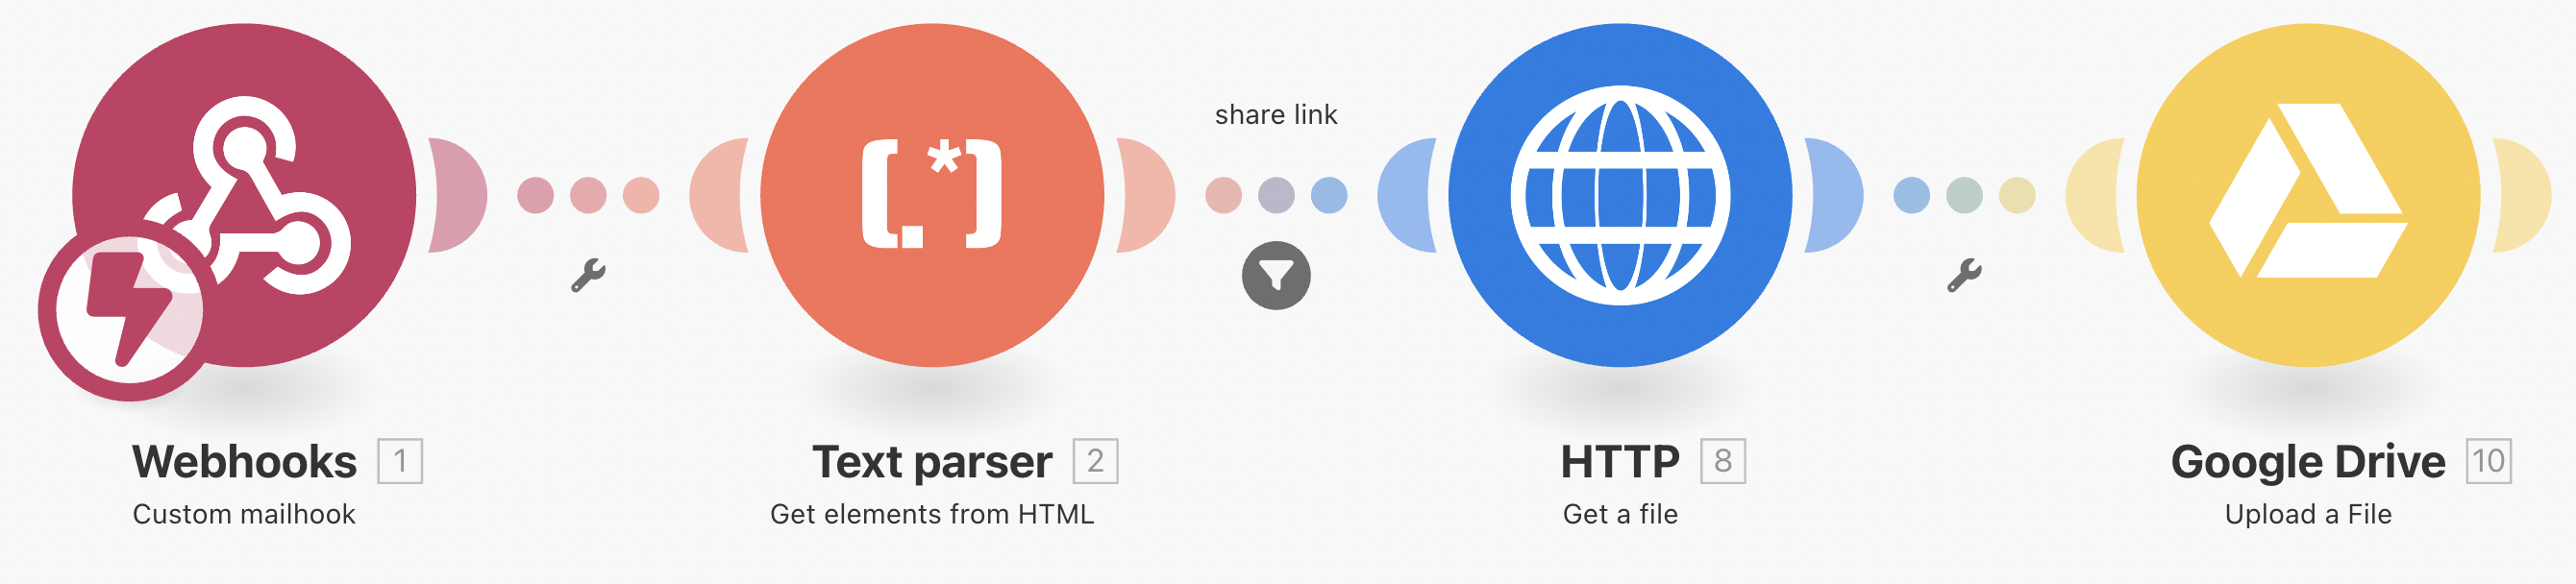 share link
Webhooks 1
Custom mailhook
Text parser 2
Get elements from HTML
HTTP 8
Get a file
Google Drive 10
Upload a File